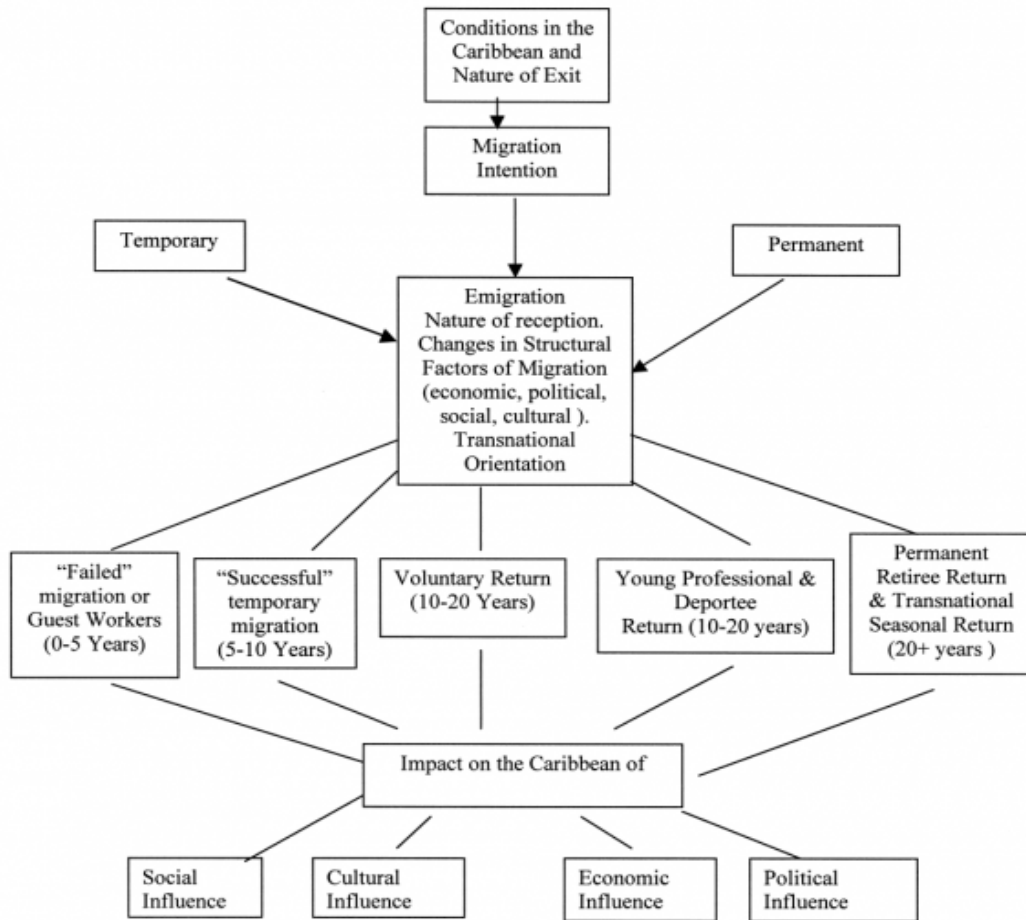 Conditions in the
Caribbean and
Nature of Exit
Migration
Intention
Temporary
Permanent
Emigration
Nature of reception.
Changes in Structural
Factors of Migration
(economic, political,
social, cultural ).
Transnational
Orientation
“Failed”
migration or
Guest Workers
(0-5 Years)
“Successful”
temporary
migration
(5-10 Years)
Voluntary Return
(10-20 Years)
Young Professional &
Deportee
Return (10-20 years)
Permanent
Retiree Return
& Transnational
Seasonal Return
(20+ years )
Impact on the Caribbean of
Social
Influence
Cultural
Influence
Economic
Influence
Political
Influence